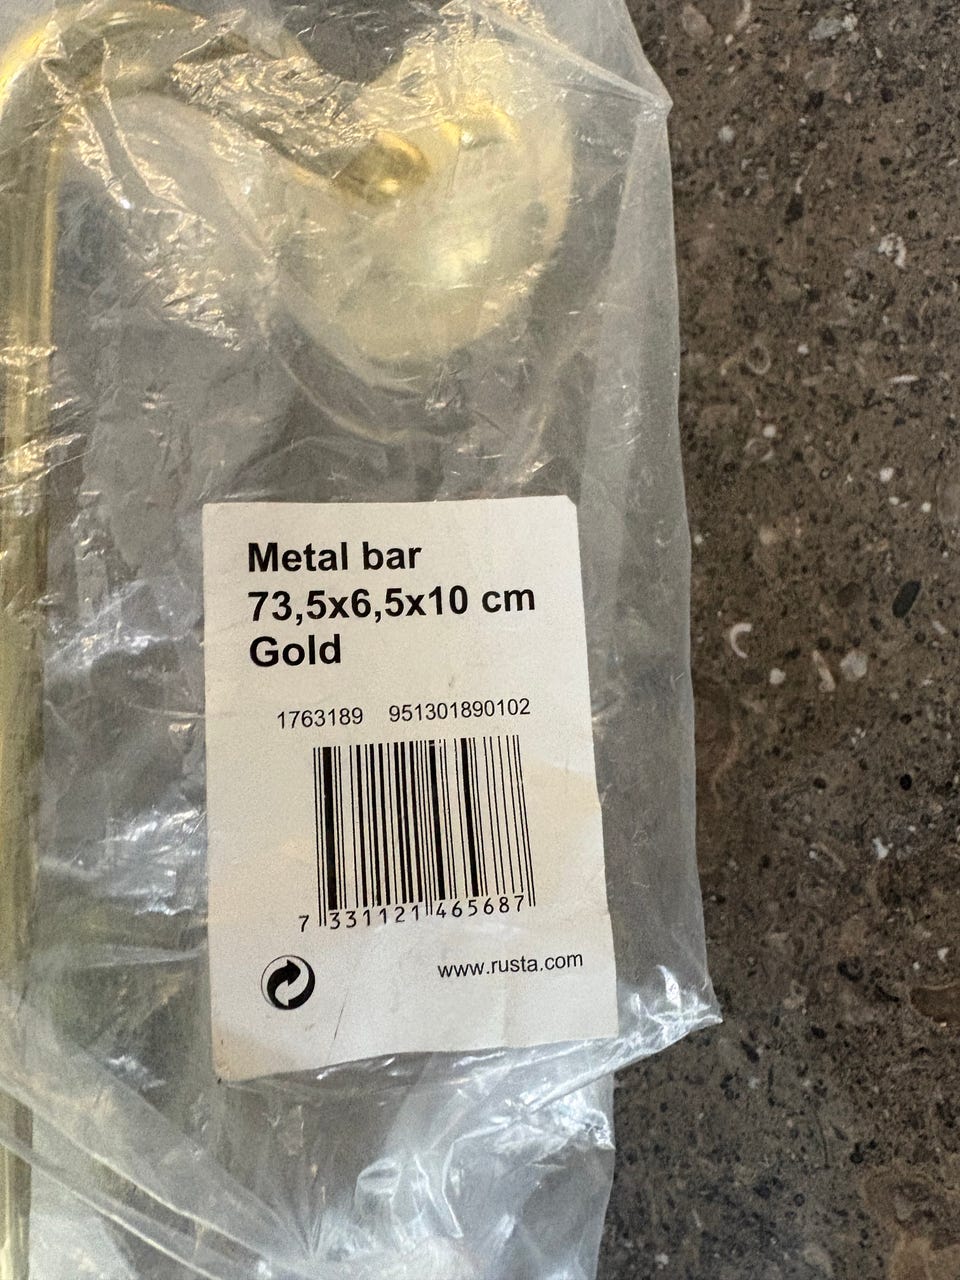 Metal bar
73,5x6,5x10 cm
Gold
1763189 951301890102
7 331121 465687
www.rusta.com